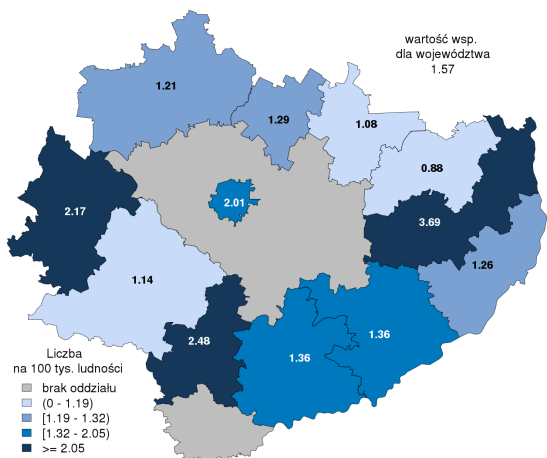 wartość wsp.
dla województwa
1.57
1.21
1.29
1.08
0.88
2.17
2.01
3.69
1.26
1.14
2.48
1.36
1.36
Liczba
na 100 tys. ludności
brak oddziału
(0 - 1.19)
[1.19 - 1.32)
[1.32 - 2.05)
>= 2.05